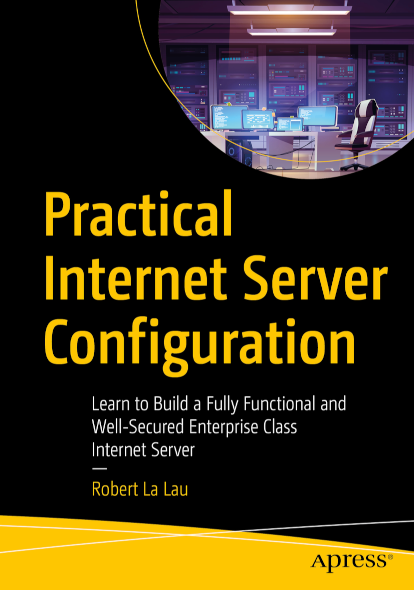 Practical
Internet Server
Configuration
Learn to Build a Fully Functional and
Well-Secured Enterprise Class
Internet Server
—
Robert La Lau
Apress®